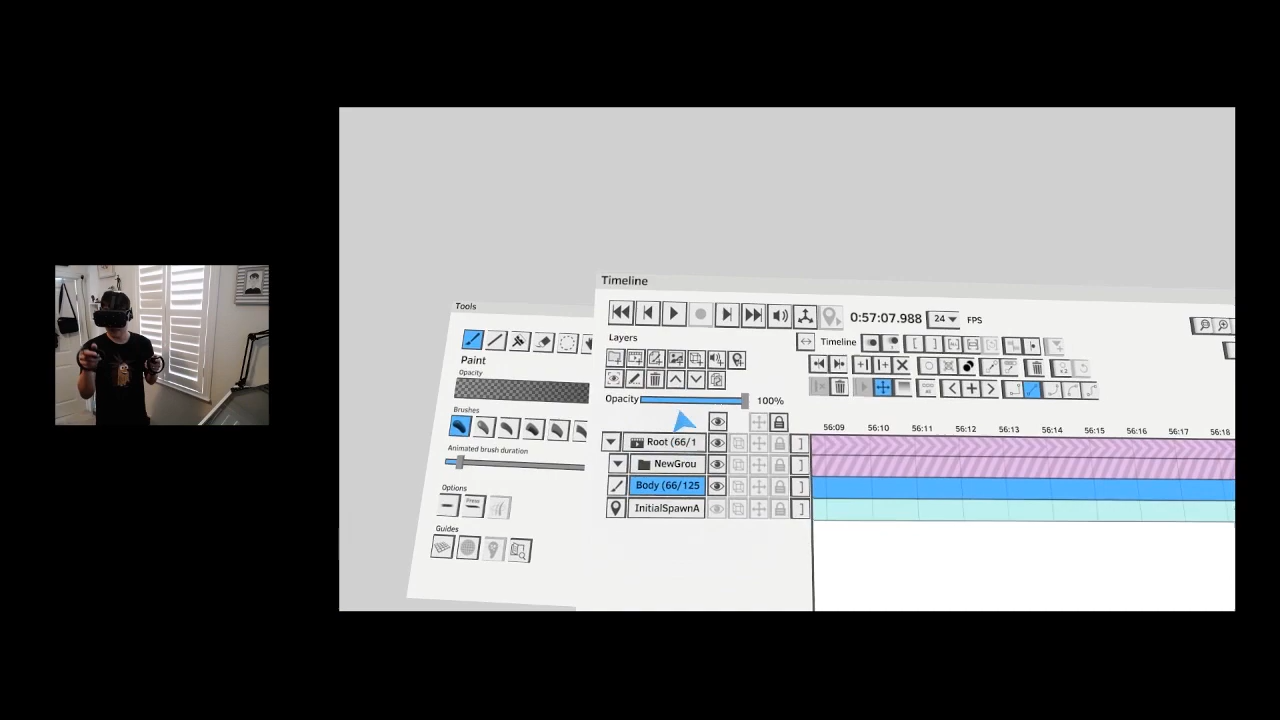 Timeline
Tools
0:57:07.988 24 FPS
Layers
Timeline
Paint
Opacity
Opacity 100%
Brushes
56:09 56:10 56:11 56:12 56:13 56:14 56:15 56:16 56:17 56:18
Root (66/1
Animated brush duration
NewGrou
Body (66/125
Options
InitialSpawnA
Guides